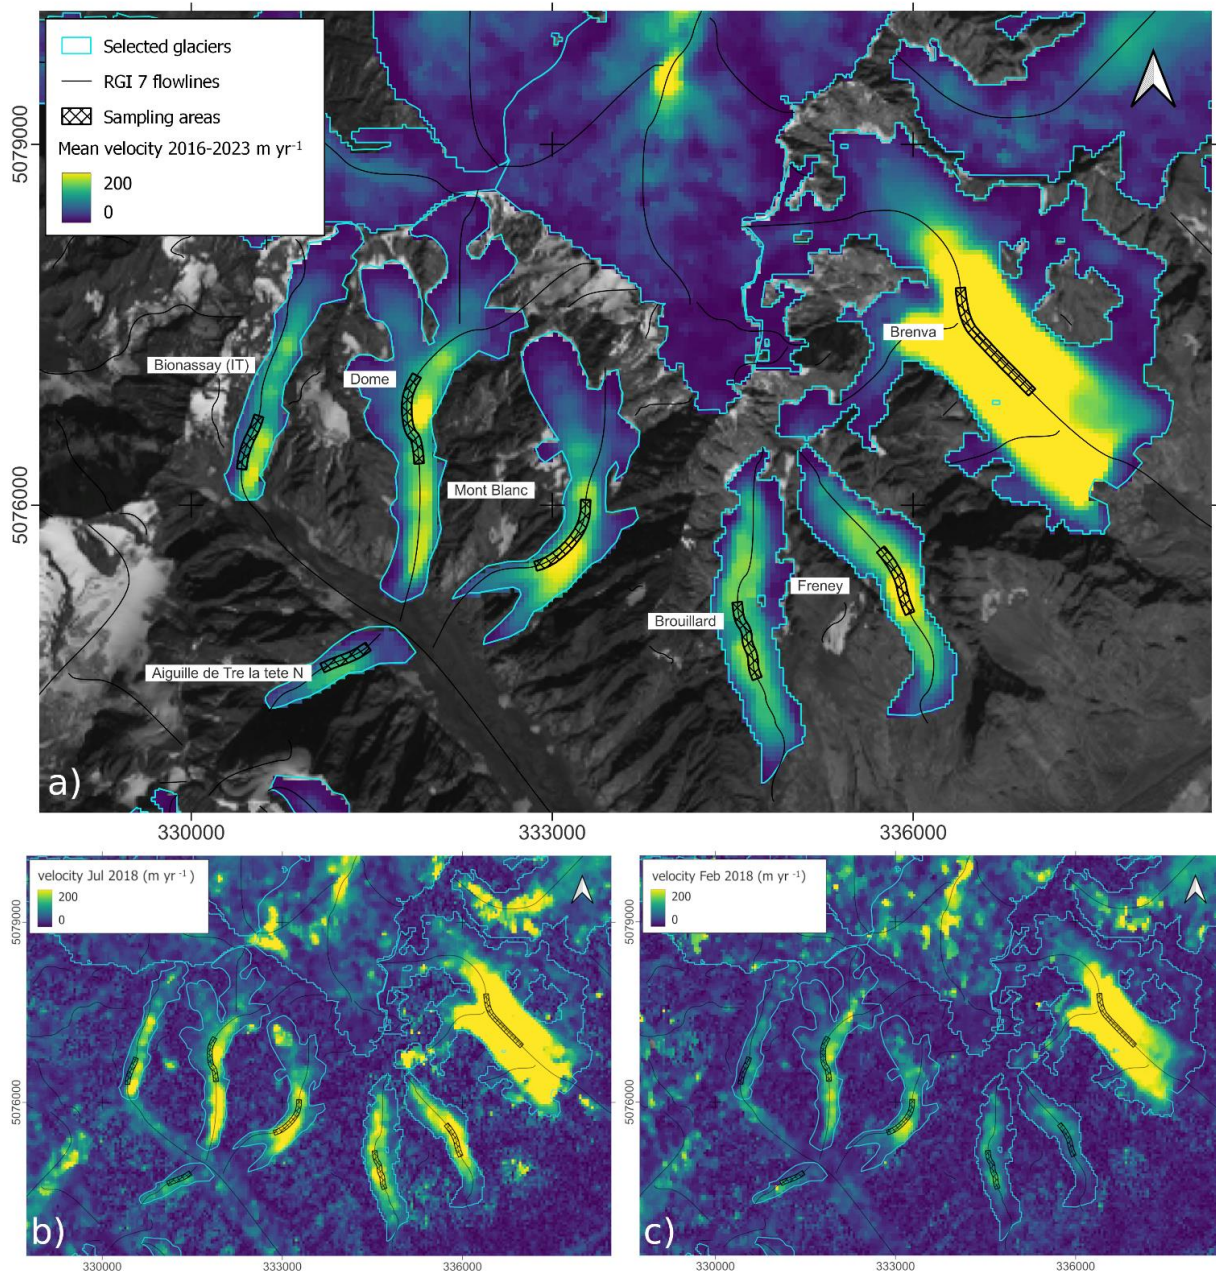 Selected glaciers
RGI 7 flowlines
Sampling areas
Mean velocity 2016-2023 m yr⁻¹
200
0
5079000
5076000
Bionassay (IT)
Dome
Mont Blanc
Brenva
Freney
Brouillard
Aiguille de Tre la tete N
a)
330000
333000
336000
velocity Jul 2018 (m yr ⁻¹)
200
0
5079000
5076000
b)
330000
333000
336000
velocity Feb 2018 (m yr ⁻¹)
200
0
5079000
5076000
c)
330000
333000
336000